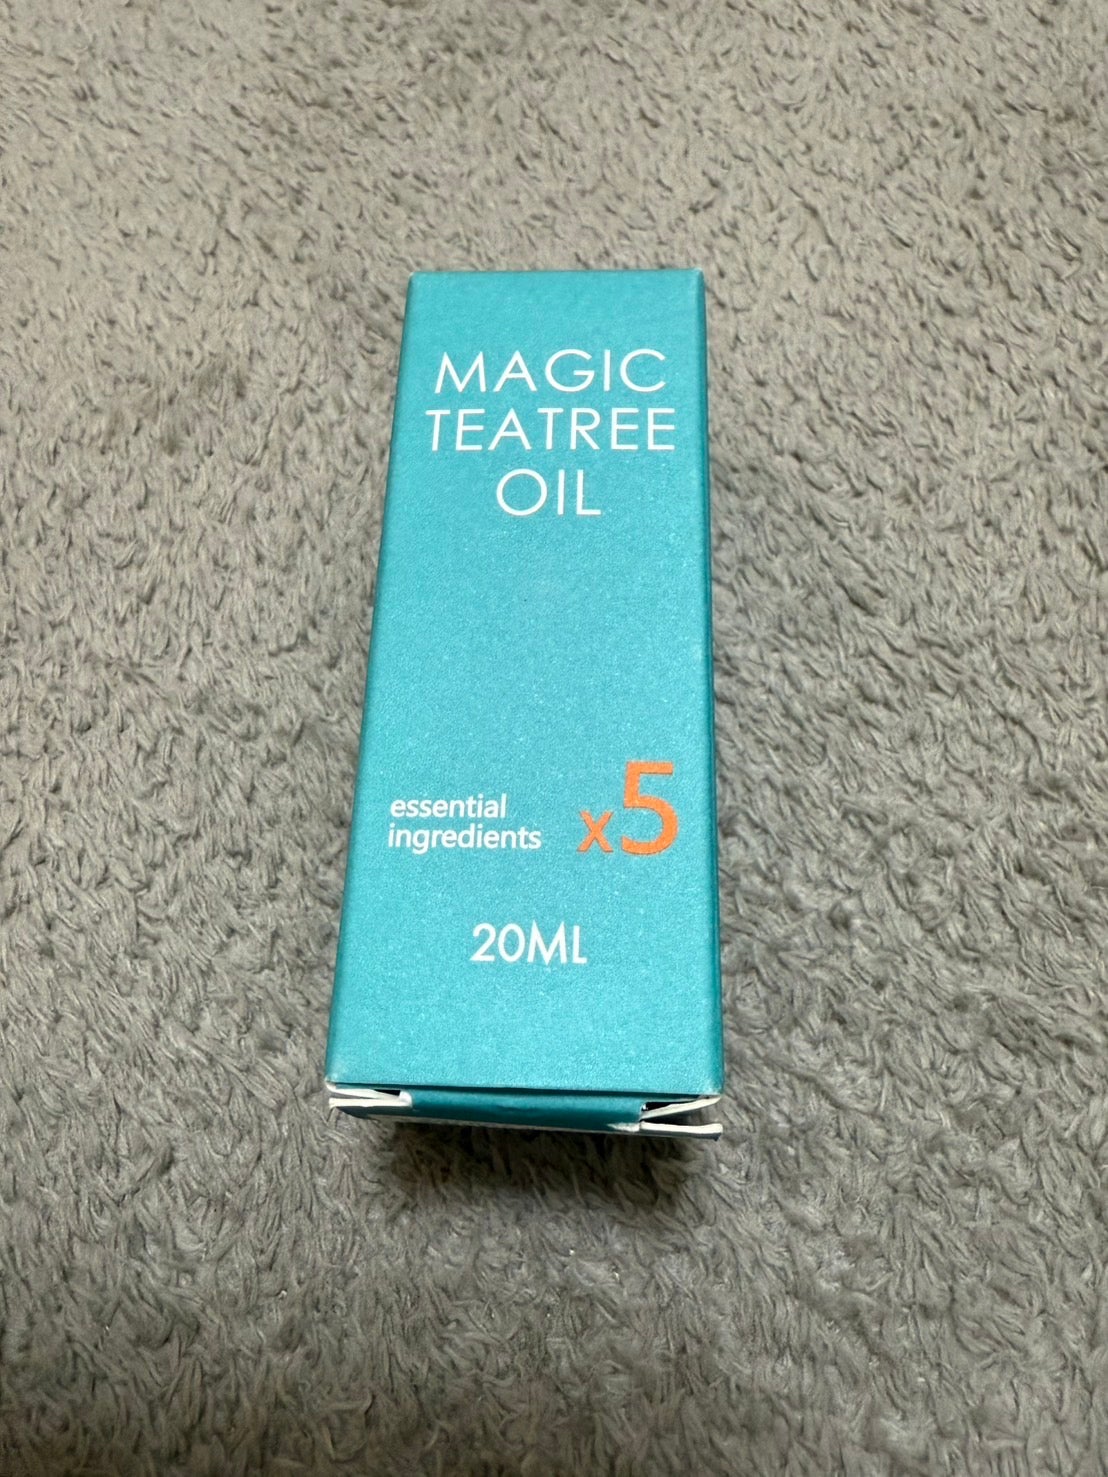 MAGIC
TEATREE
OIL
essential
ingredients x5
20ML